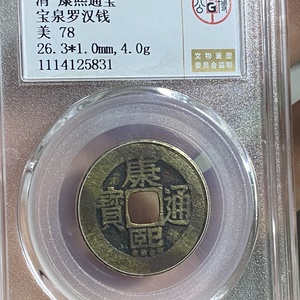 清 康熙通宝
宝泉罗汉钱
美 78
26.3*1.0mm,4.0g
1114125831
文物鉴定
委员会监制
康熙通寳